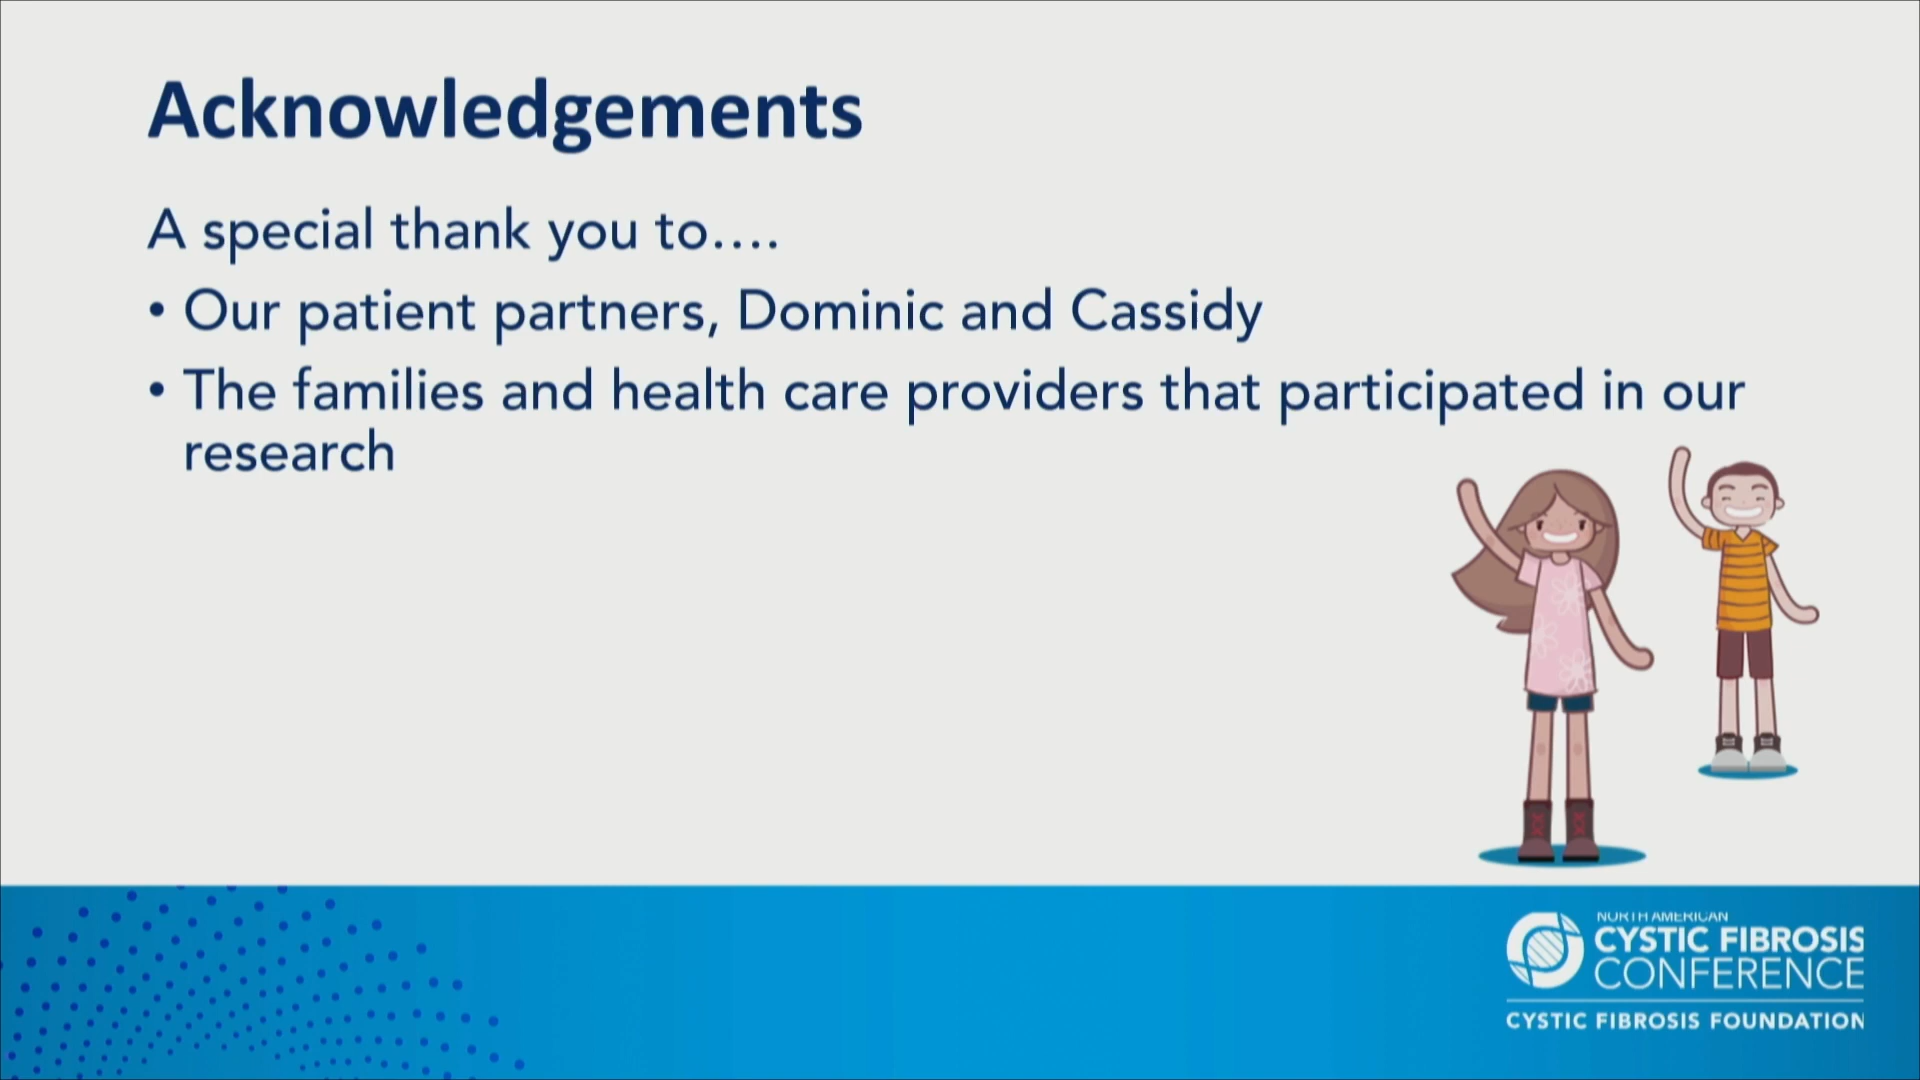 Acknowledgements
A special thank you to....
• Our patient partners, Dominic and Cassidy
• The families and health care providers that participated in our
research
NORTH AMERICAN
CYSTIC FIBROSIS
CONFERENCE
CYSTIC FIBROSIS FOUNDATION